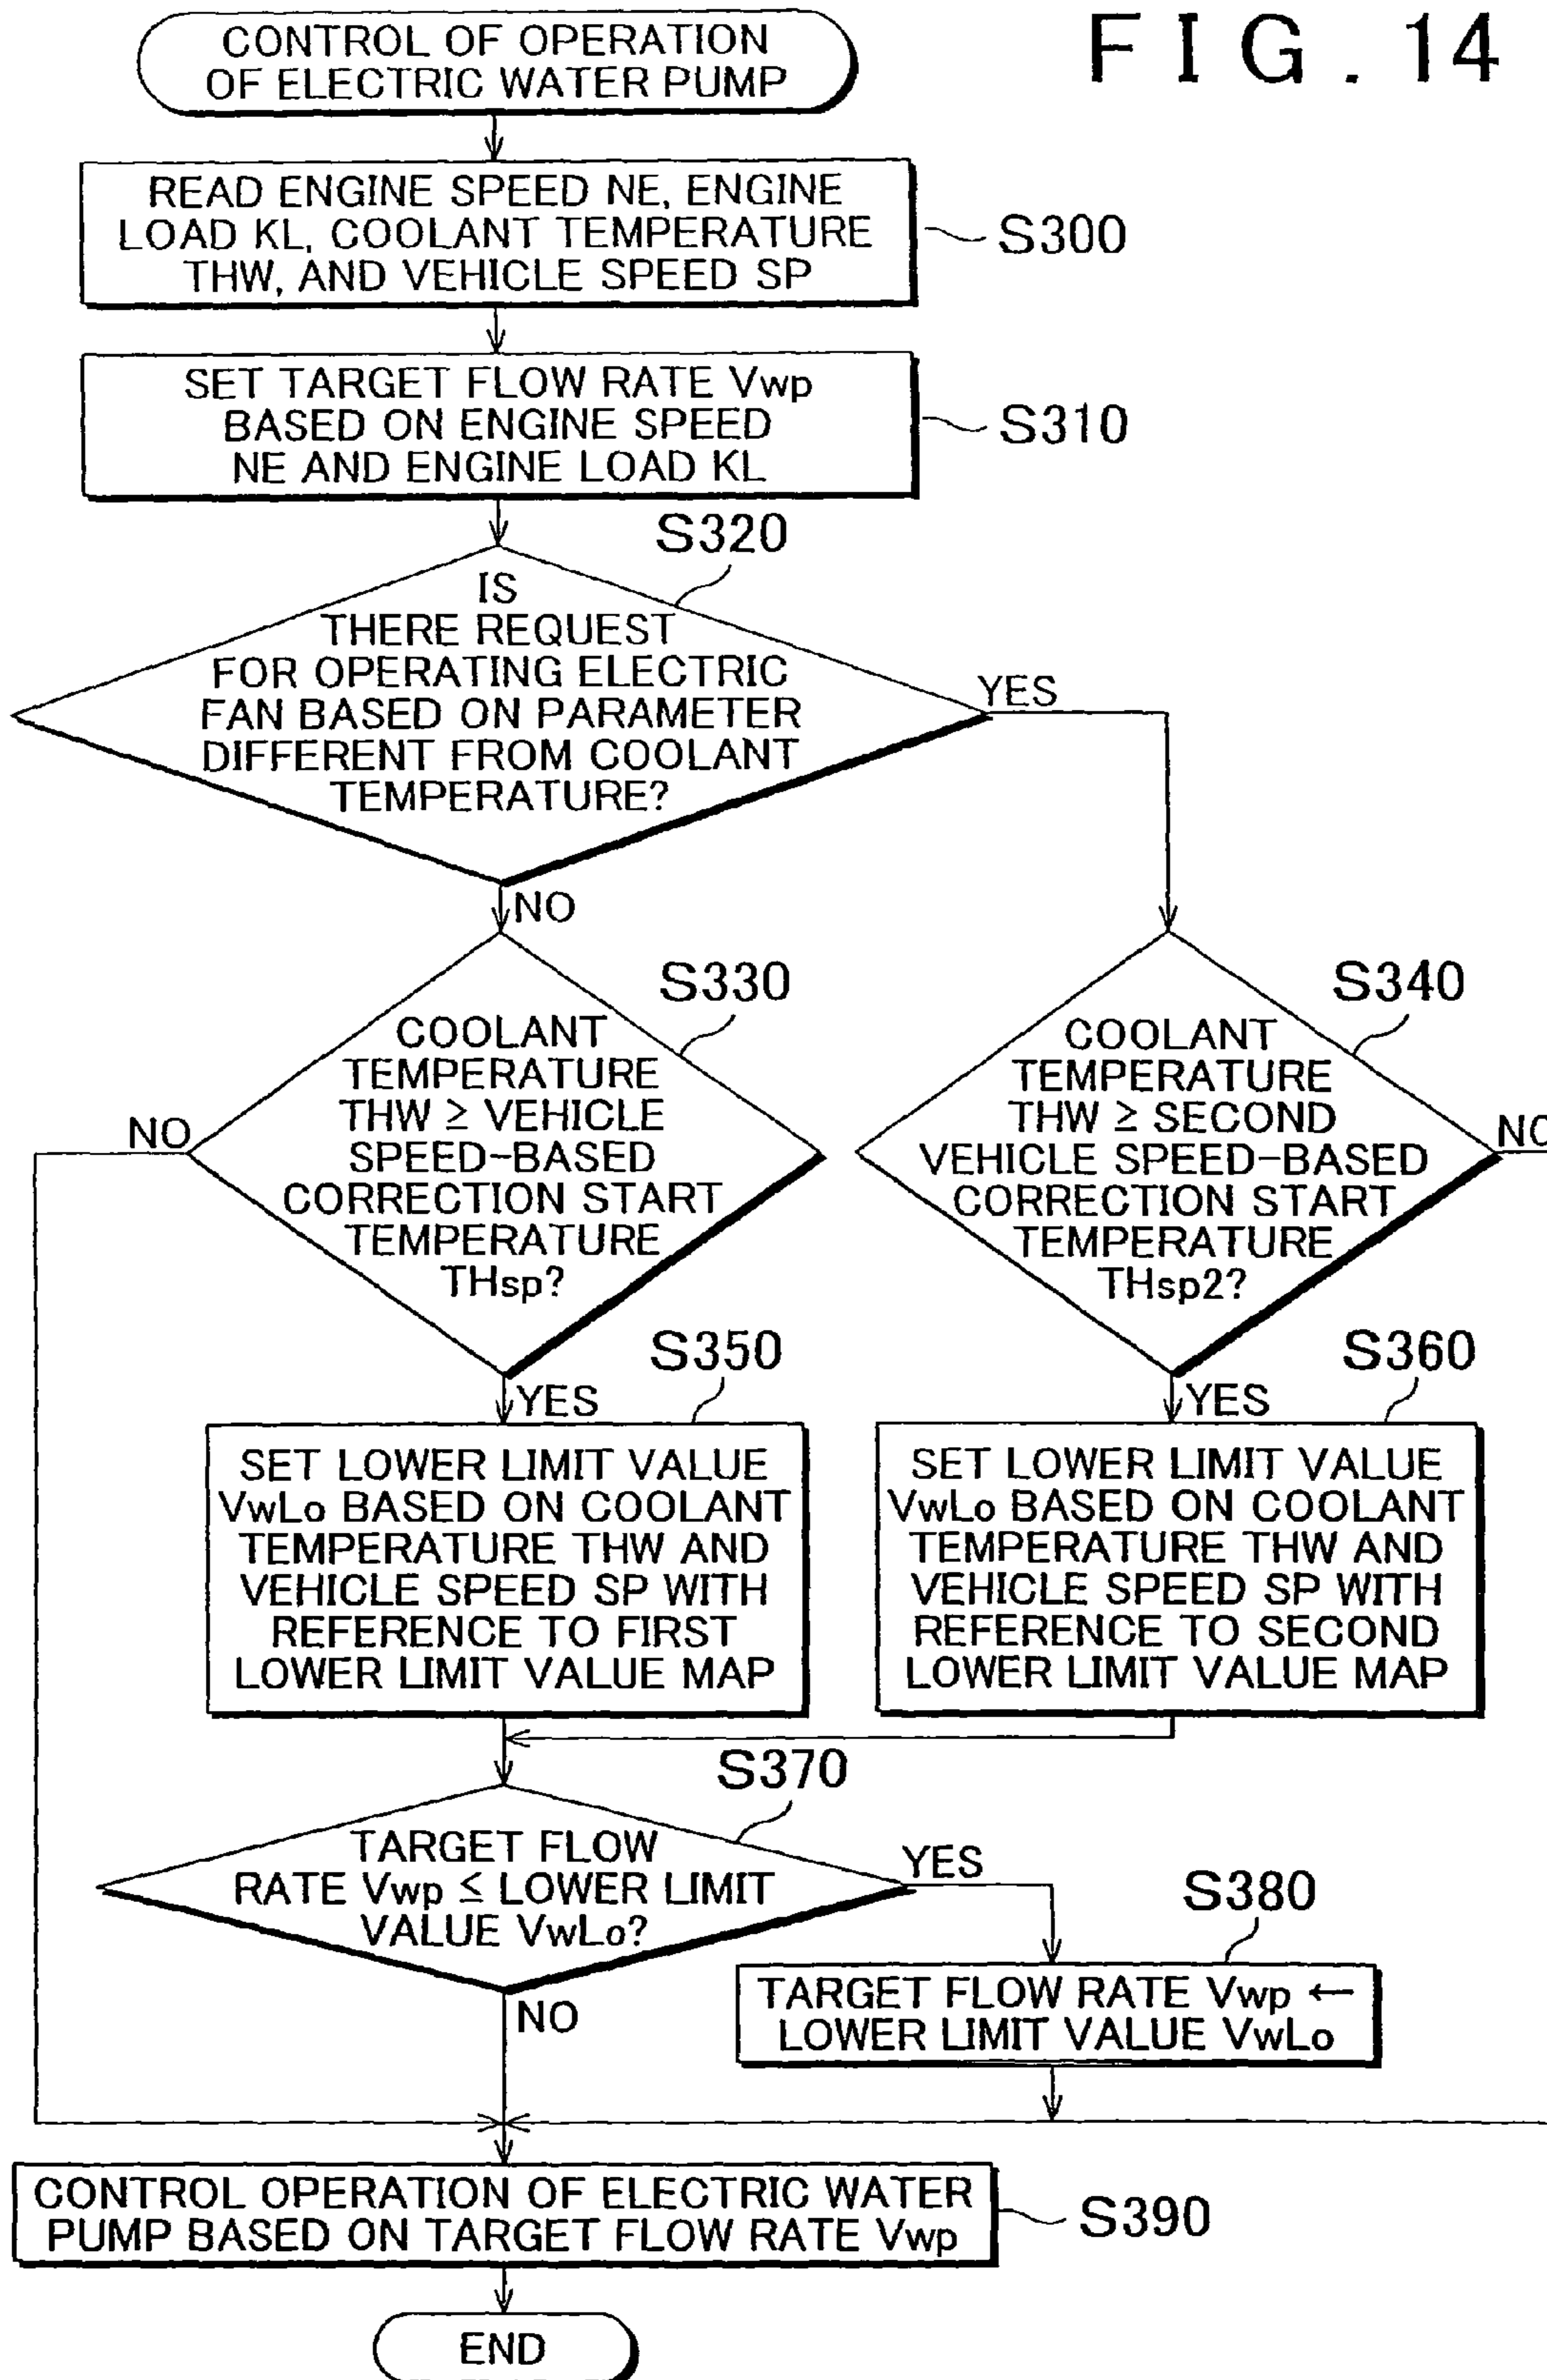 FIG.14
CONTROL OF OPERATION
OF ELECTRIC WATER PUMP
READ ENGINE SPEED NE, ENGINE
LOAD KL, COOLANT TEMPERATURE
THW, AND VEHICLE SPEED SP
S300
SET TARGET FLOW RATE Vwp
BASED ON ENGINE SPEED
NE AND ENGINE LOAD KL
S310
S320
IS
THERE REQUEST
FOR OPERATING ELECTRIC
FAN BASED ON PARAMETER
DIFFERENT FROM COOLANT
TEMPERATURE?
YES
NO
S330
COOLANT
TEMPERATURE
THW ≥ VEHICLE
SPEED-BASED
CORRECTION START
TEMPERATURE
THsp?
NO
YES
S340
COOLANT
TEMPERATURE
THW ≥ SECOND
VEHICLE SPEED-BASED
CORRECTION START
TEMPERATURE
THsp2?
NO
YES
S350
SET LOWER LIMIT VALUE
VwLo BASED ON COOLANT
TEMPERATURE THW AND
VEHICLE SPEED SP WITH
REFERENCE TO FIRST
LOWER LIMIT VALUE MAP
S360
SET LOWER LIMIT VALUE
VwLo BASED ON COOLANT
TEMPERATURE THW AND
VEHICLE SPEED SP WITH
REFERENCE TO SECOND
LOWER LIMIT VALUE MAP
S370
TARGET FLOW
RATE Vwp ≤ LOWER LIMIT
VALUE VwLo?
YES
NO
S380
TARGET FLOW RATE Vwp ←
LOWER LIMIT VALUE VwLo
CONTROL OPERATION OF ELECTRIC WATER
PUMP BASED ON TARGET FLOW RATE Vwp
S390
END